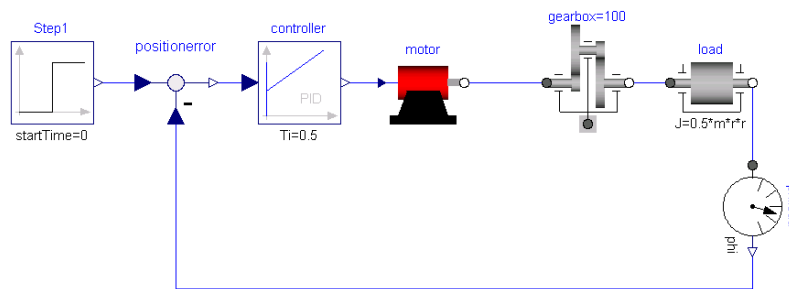 Step1
startTime=0
positionerror
-
controller
PID
Ti=0.5
motor
gearbox=100
load
J=0.5*m*r*r
phi